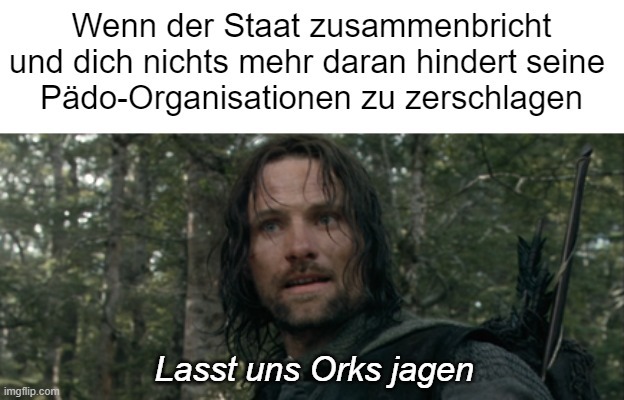 Wenn der Staat zusammenbricht
und dich nichts mehr daran hindert seine
Pädo-Organisationen zu zerschlagen
Lasst uns Orks jagen
imgflip.com